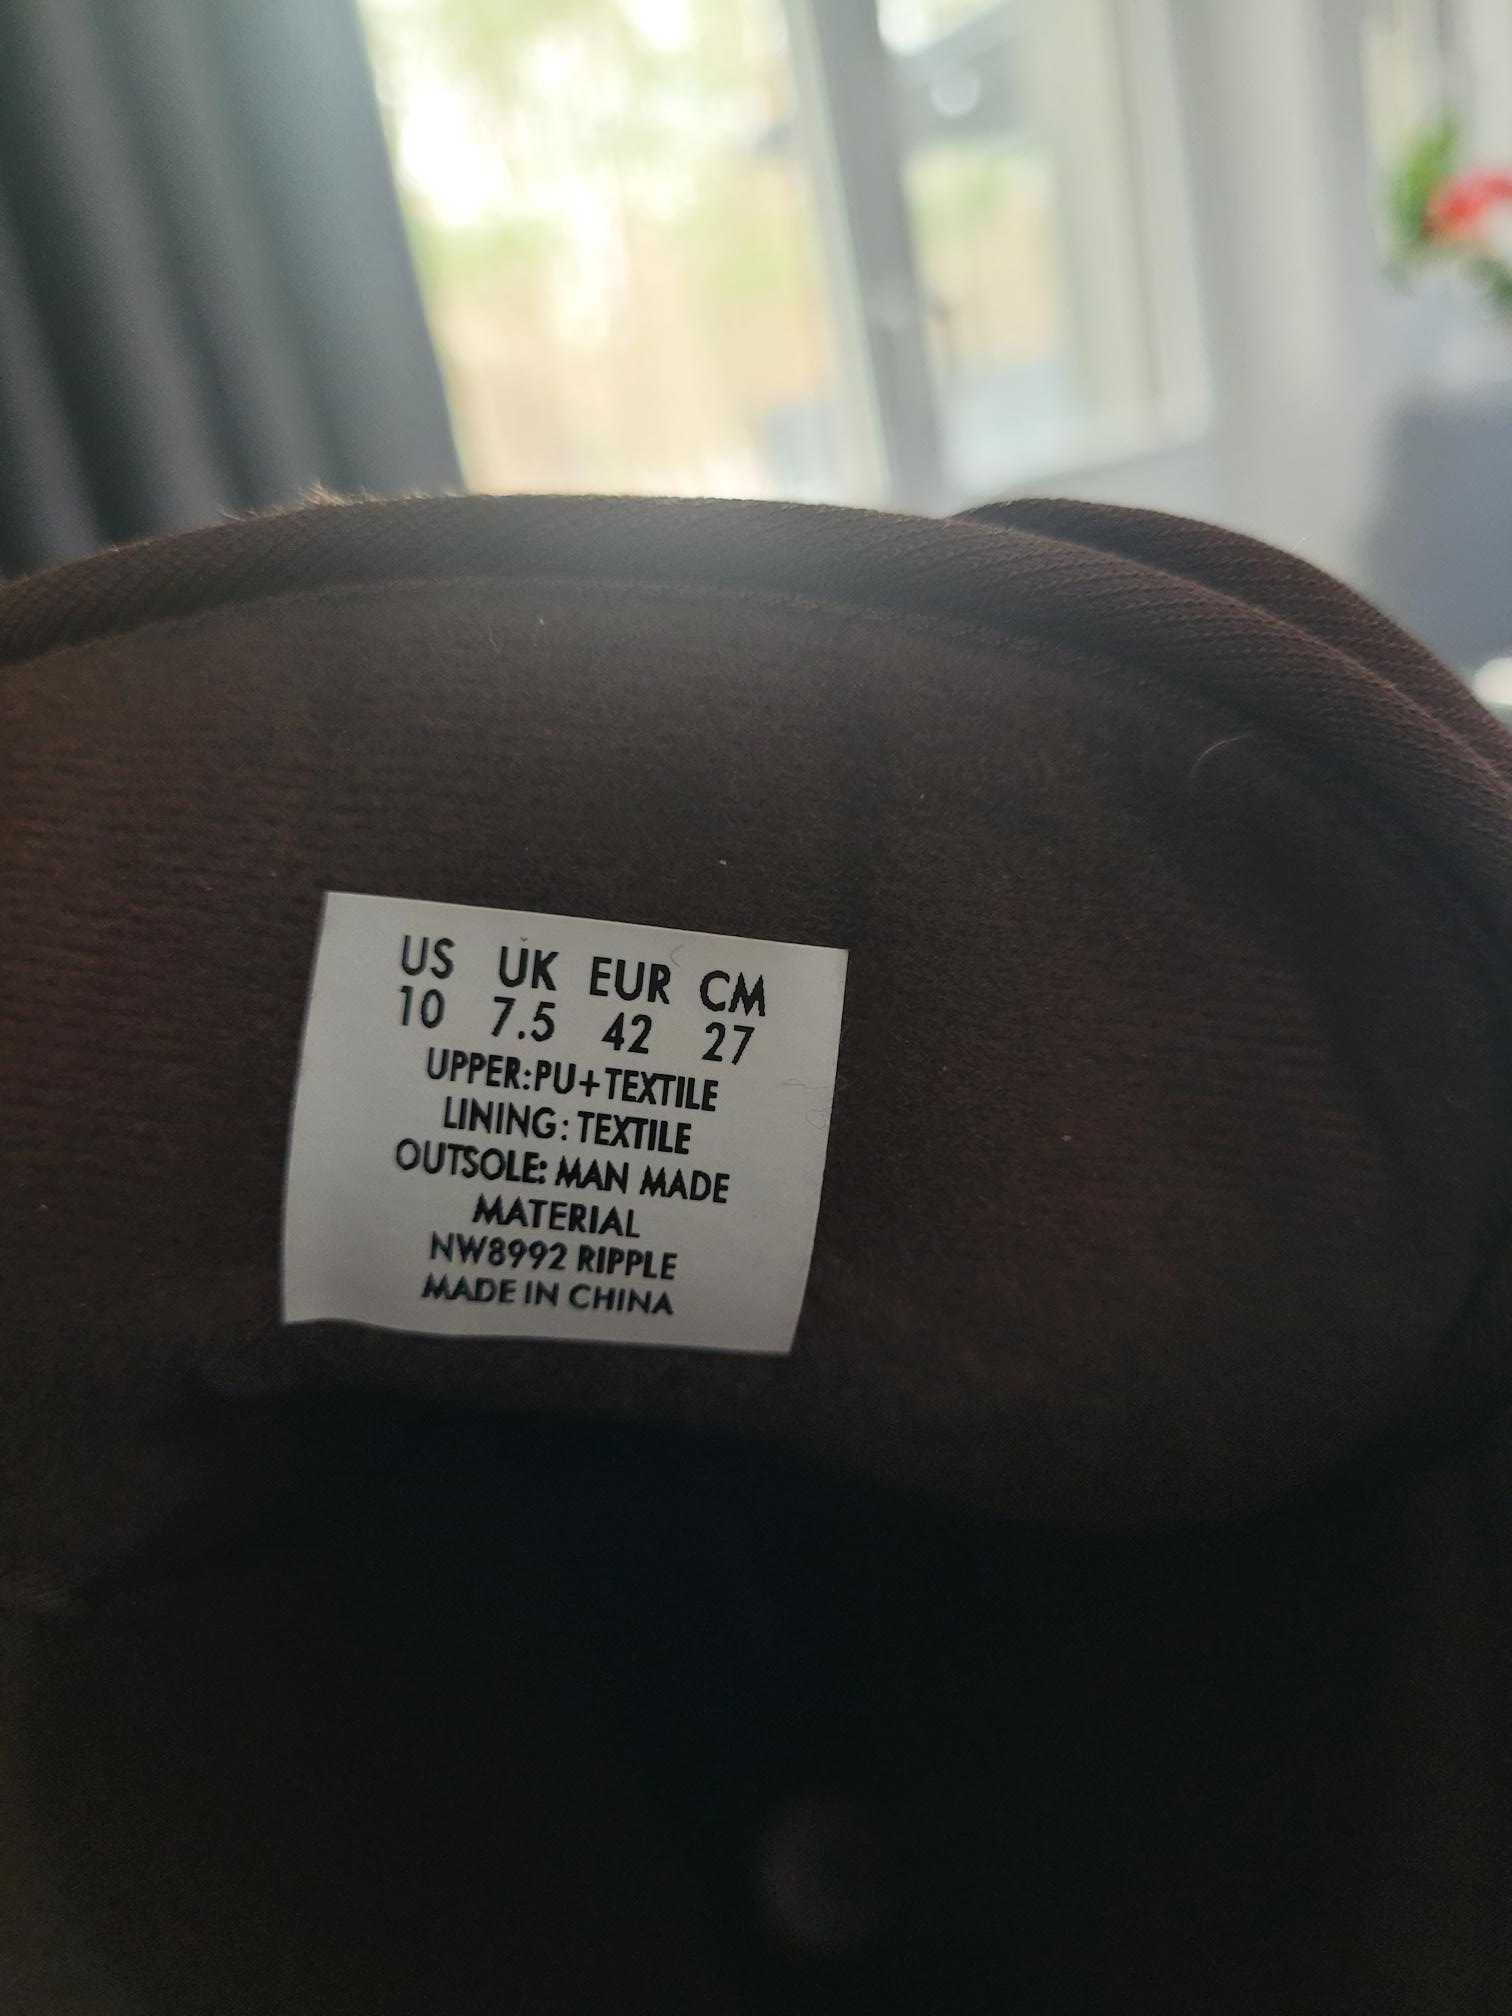 US UK EUR CM
10 7.5 42 27
UPPER:PU+TEXTILE
LINING: TEXTILE
OUTSOLE: MAN MADE
MATERIAL
NW8992 RIPPLE
MADE IN CHINA